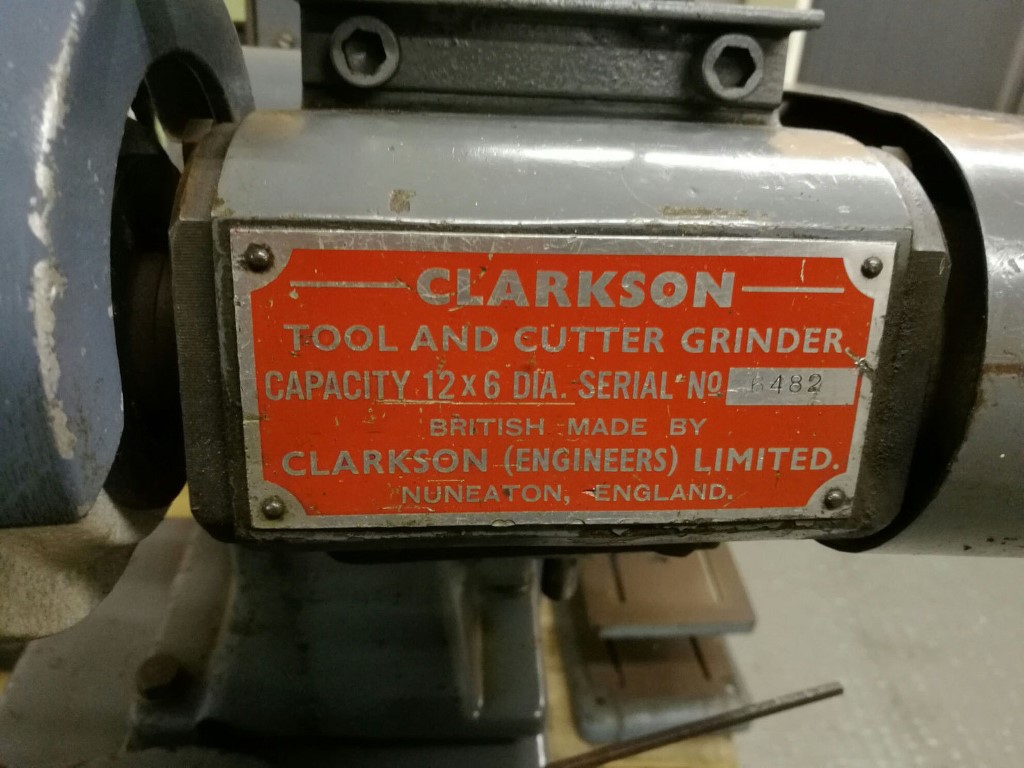 CLARKSON
TOOL AND CUTTER GRINDER
CAPACITY 12 x 6 DIA. SERIAL Nº 6482
BRITISH MADE BY
CLARKSON (ENGINEERS) LIMITED.
NUNEATON, ENGLAND.